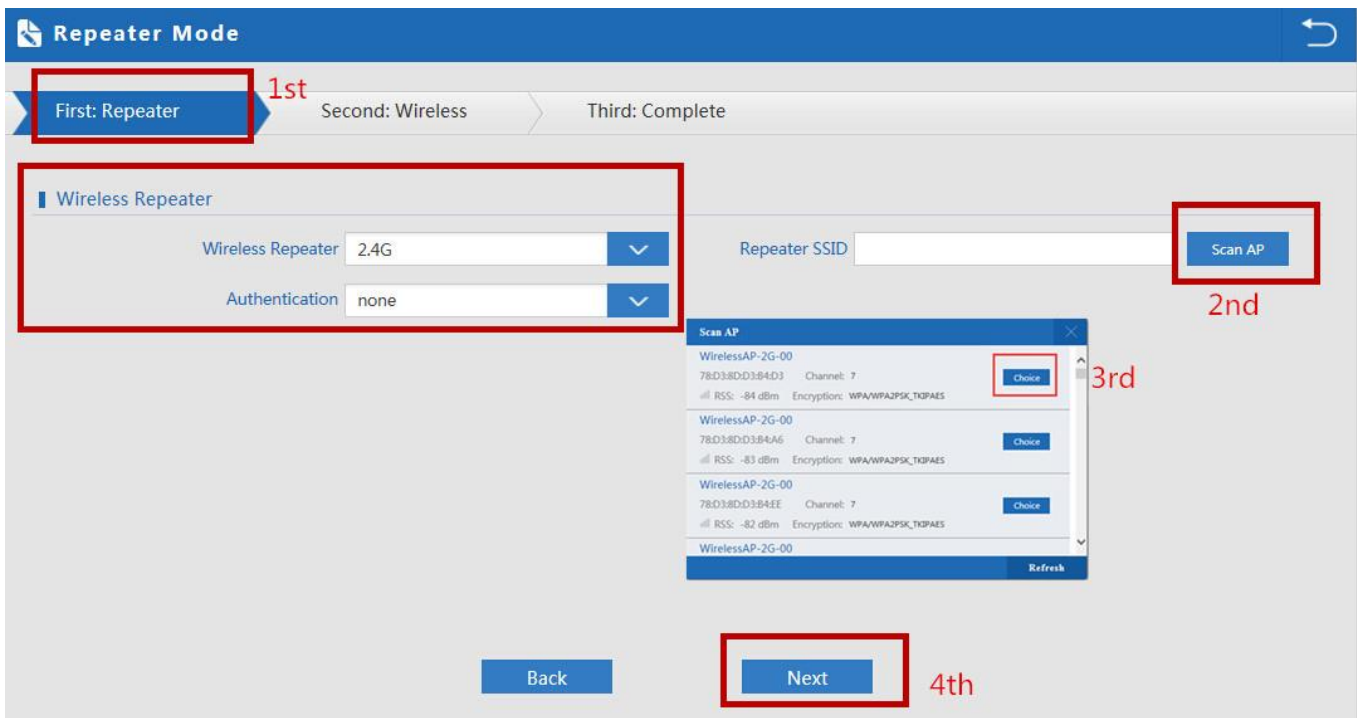 Repeater Mode
1st
First: Repeater
Second: Wireless
Third: Complete
Wireless Repeater
Wireless Repeater 2.4G
Repeater SSID
Scan AP
Authentication none
2nd
Scan AP
WirelessAP-2G-00
78:D3:8D:D3:B4:D3 Channel: 7
Choice
3rd
RSS: -84 dBm Encryption: WPA/WPA2PSK_TKIPAES
WirelessAP-2G-00
78:D3:8D:D3:B4:A6 Channel: 7
Choice
RSS: -83 dBm Encryption: WPA/WPA2PSK_TKIPAES
WirelessAP-2G-00
78:D3:8D:D3:B4:EE Channel: 7
Choice
RSS: -82 dBm Encryption: WPA/WPA2PSK_TKIPAES
WirelessAP-2G-00
Refresh
Back
Next
4th